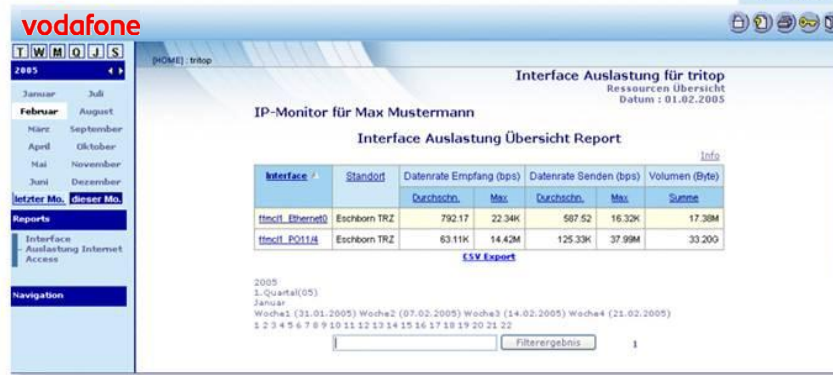 vodafone
T W M Q J S
2005
Januar Juli
Februar August
März September
April Oktober
Mai November
Juni Dezember
letzter Mo. dieser Mo.
Reports
Interface
- Auslastung Internet
Access
Navigation
[HOME] : tritop
Interface Auslastung für tritop
Ressourcen Übersicht
Datum : 01.02.2005
IP-Monitor für Max Mustermann
Interface Auslastung Übersicht Report
Info
Interface Standort Datenrate Empfang (bps) Datenrate Senden (bps) Volumen (Byte)
Durchschn. Max Durchschn. Max Summe
Ethernet0 Eschborn TRZ 792.17 22.34K 587.52 16.32K 17.38M
PO11/4 Eschborn TRZ 63.11K 14.42M 125.33K 37.99M 33.20G
CSV Export
2005
1.Quartal(05)
Januar
Woche1 (31.01.2005) Woche2 (07.02.2005) Woche3 (14.02.2005) Woche4 (21.02.2005)
1 2 3 4 5 6 7 8 9 10 11 12 13 14 15 16 17 18 19 20 21 22
Filterergebnis 1